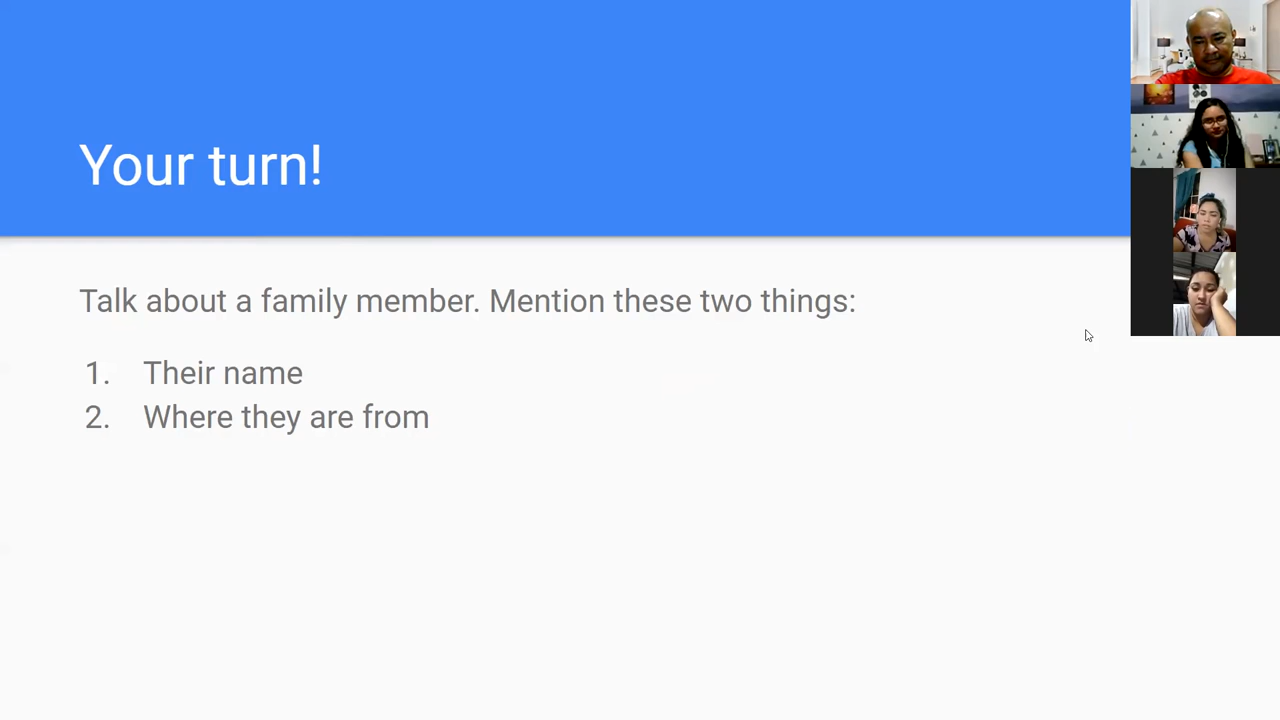 Your turn!
Talk about a family member. Mention these two things:
1. Their name
2. Where they are from